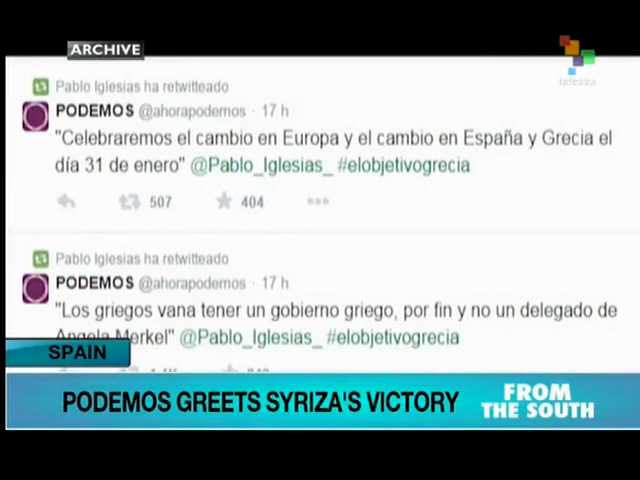 ARCHIVE
telesur
Pablo Iglesias ha retwitteado
PODEMOS @ahorapodemos · 17 h
"Celebraremos el cambio en Europa y el cambio en España y Grecia el
día 31 de enero" @Pablo_Iglesias_ #elobjetivogrecia
507 404
Pablo Iglesias ha retwitteado
PODEMOS @ahorapodemos · 17 h
"Los griegos vana tener un gobierno griego, por fin y no un delegado de
Angela Merkel" @Pablo_Iglesias_ #elobjetivogrecia
SPAIN
PODEMOS GREETS SYRIZA'S VICTORY
FROM
THE SOUTH